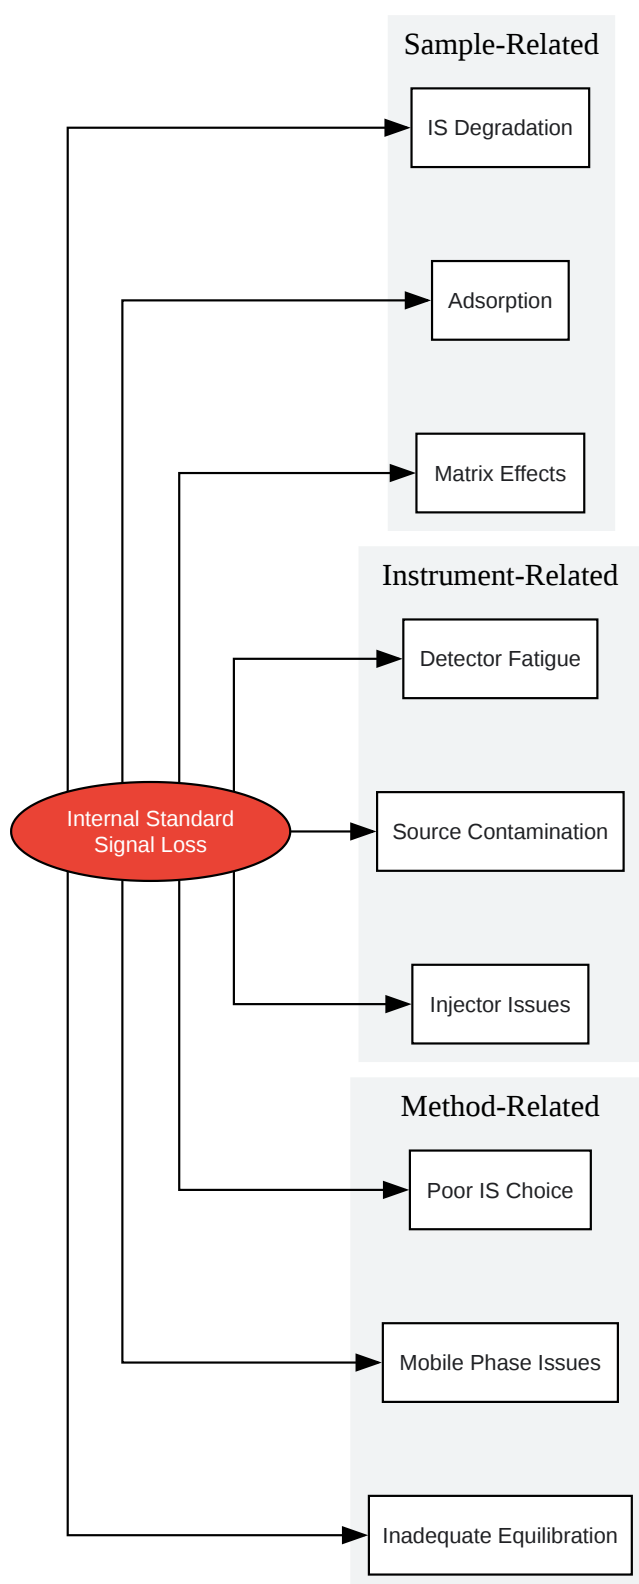 Sample-Related
IS Degradation
Adsorption
Matrix Effects
Instrument-Related
Detector Fatigue
Internal Standard
Signal Loss
Source Contamination
Injector Issues
Method-Related
Poor IS Choice
Mobile Phase Issues
Inadequate Equilibration